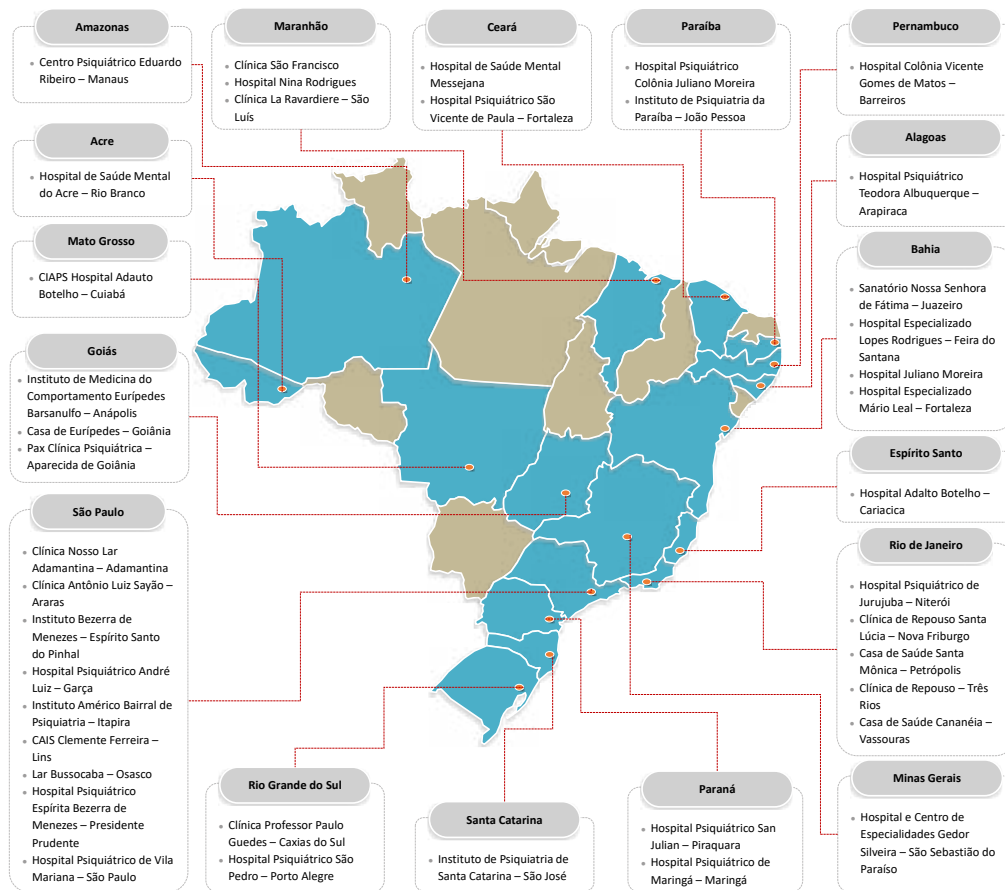 Amazonas
Centro Psiquiátrico Eduardo
Ribeiro – Manaus
Maranhão
Clínica São Francisco
Hospital Nina Rodrigues
Clínica La Ravardiere – São
Luís
Ceará
Hospital de Saúde Mental
Messejana
Hospital Psiquiátrico São
Vicente de Paula – Fortaleza
Paraíba
Hospital Psiquiátrico
Colônia Juliano Moreira
Instituto de Psiquiatria da
Paraíba – João Pessoa
Pernambuco
Hospital Colônia Vicente
Gomes de Matos –
Barreiros
Acre
Hospital de Saúde Mental
do Acre – Rio Branco
Alagoas
Hospital Psiquiátrico
Teodora Albuquerque –
Arapiraca
Mato Grosso
CIAPS Hospital Adauto
Botelho – Cuiabá
Bahia
Sanatório Nossa Senhora
de Fátima – Juazeiro
Hospital Especializado
Lopes Rodrigues – Feira do
Santana
Hospital Juliano Moreira
Hospital Especializado
Mário Leal – Fortaleza
Goiás
Instituto de Medicina do
Comportamento Eurípedes
Barsanulfo – Anápolis
Casa de Eurípedes – Goiânia
Pax Clínica Psiquiátrica –
Aparecida de Goiânia
Espírito Santo
Hospital Adalto Botelho –
Cariacica
São Paulo
Clínica Nosso Lar
Adamantina – Adamantina
Clínica Antônio Luiz Sayão –
Araras
Instituto Bezerra de
Menezes – Espírito Santo
do Pinhal
Hospital Psiquiátrico André
Luiz – Garça
Instituto Américo Bairral de
Psiquiatria – Itapira
CAIS Clemente Ferreira –
Lins
Lar Bussocaba – Osasco
Hospital Psiquiátrico
Espírita Bezerra de
Menezes – Presidente
Prudente
Hospital Psiquiátrico de Vila
Mariana – São Paulo
Rio de Janeiro
Hospital Psiquiátrico de
Jurujuba – Niterói
Clínica de Repouso Santa
Lúcia – Nova Friburgo
Casa de Saúde Santa
Mônica – Petrópolis
Clínica de Repouso – Três
Rios
Casa de Saúde Cananéia –
Vassouras
Rio Grande do Sul
Clínica Professor Paulo
Guedes – Caxias do Sul
Hospital Psiquiátrico São
Pedro – Porto Alegre
Santa Catarina
Instituto de Psiquiatria de
Santa Catarina – São José
Paraná
Hospital Psiquiátrico San
Julian – Piraquara
Hospital Psiquiátrico de
Maringá – Maringá
Minas Gerais
Hospital e Centro de
Especialidades Gedor
Silveira – São Sebastião do
Paraíso